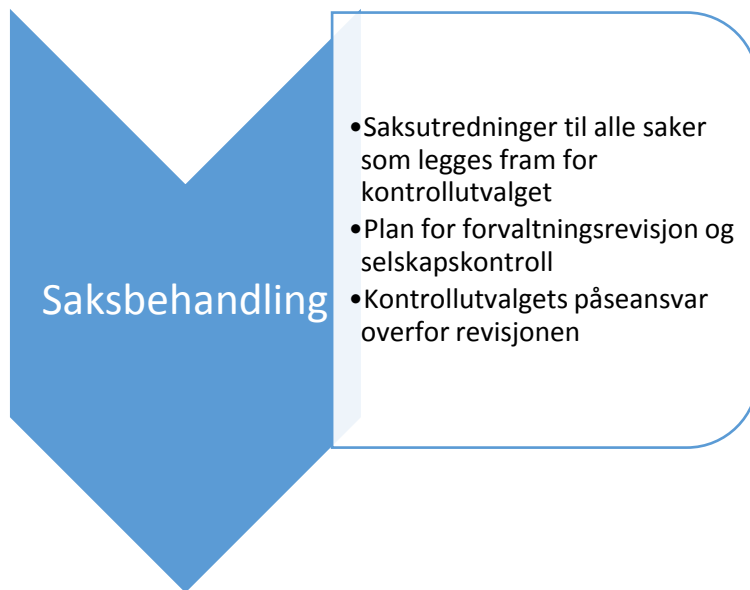 Saksbehandling
•Saksutredninger til alle saker
som legges fram for
kontrollutvalget
•Plan for forvaltningsrevisjon og
selskapskontroll
•Kontrollutvalgets påseansvar
overfor revisjonen